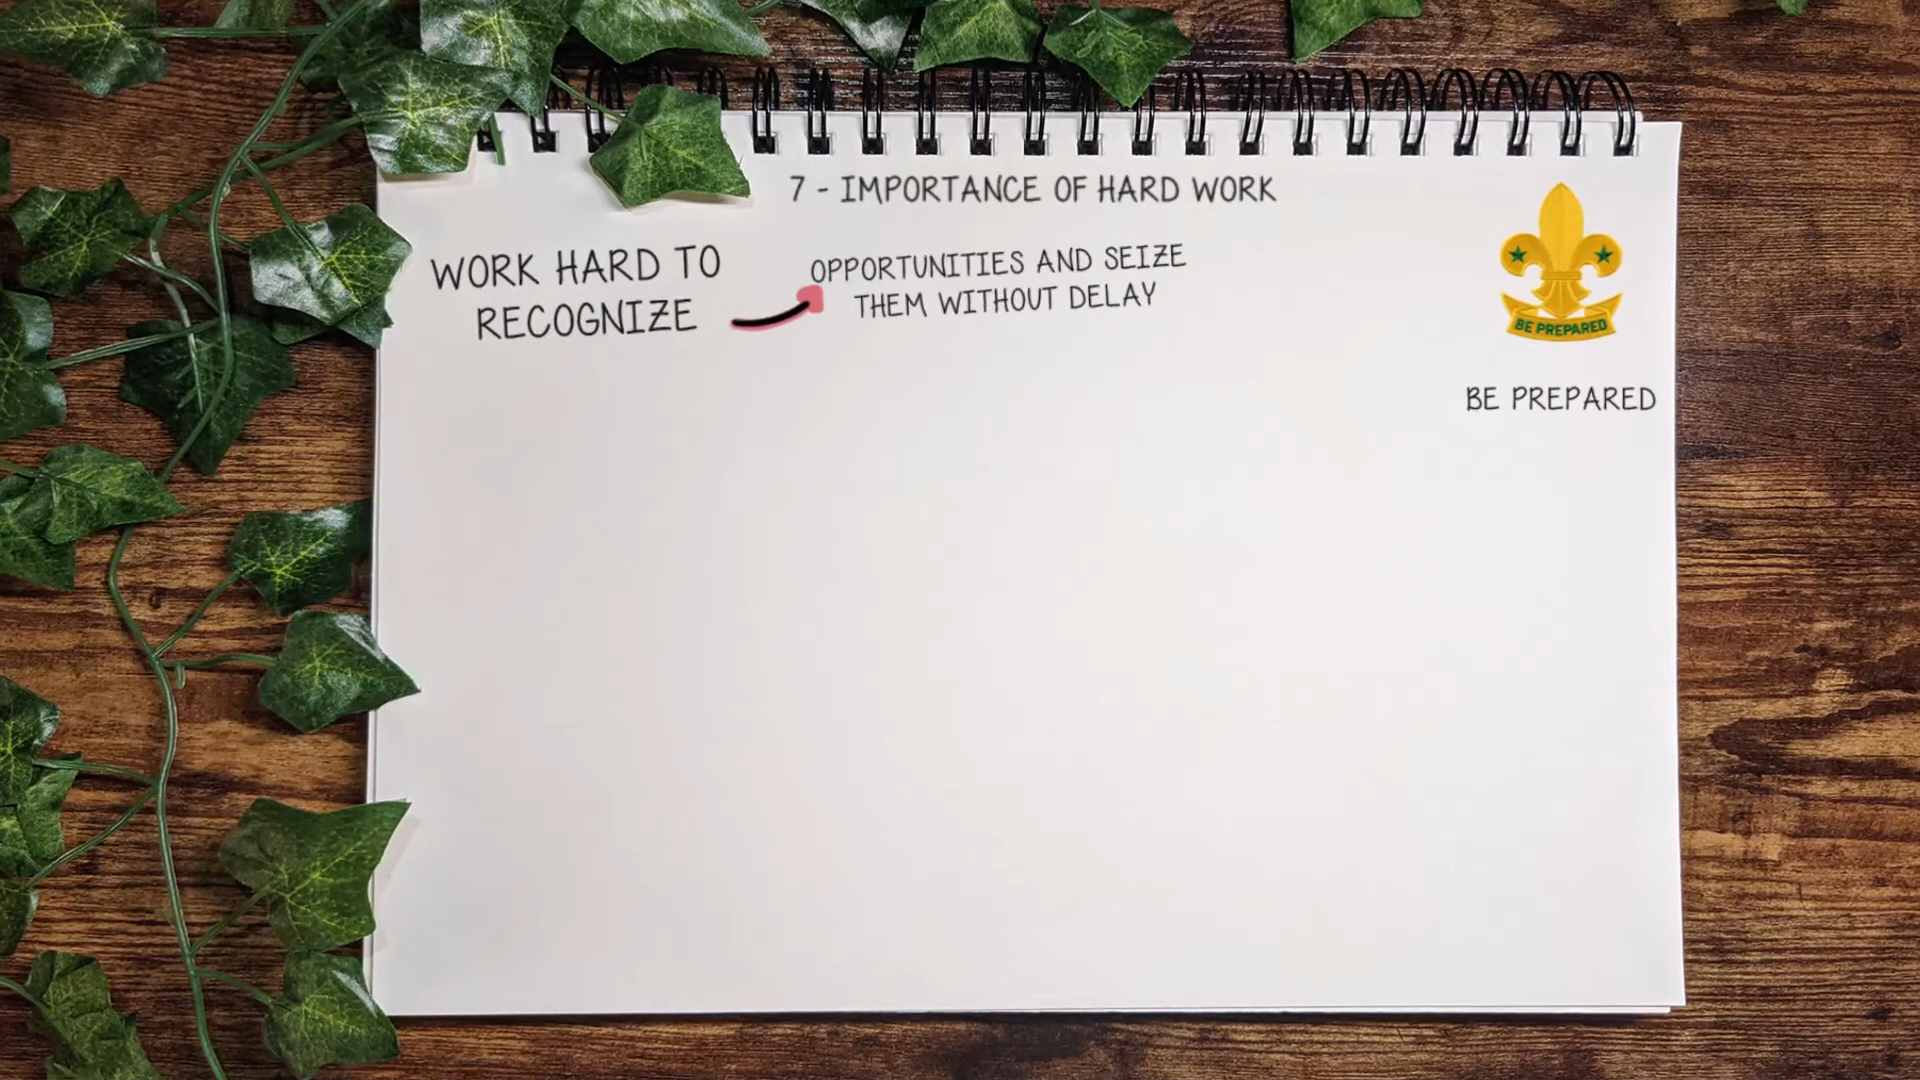 7 - IMPORTANCE OF HARD WORK
WORK HARD TO
RECOGNIZE
OPPORTUNITIES AND SEIZE
THEM WITHOUT DELAY
BE PREPARED
BE PREPARED